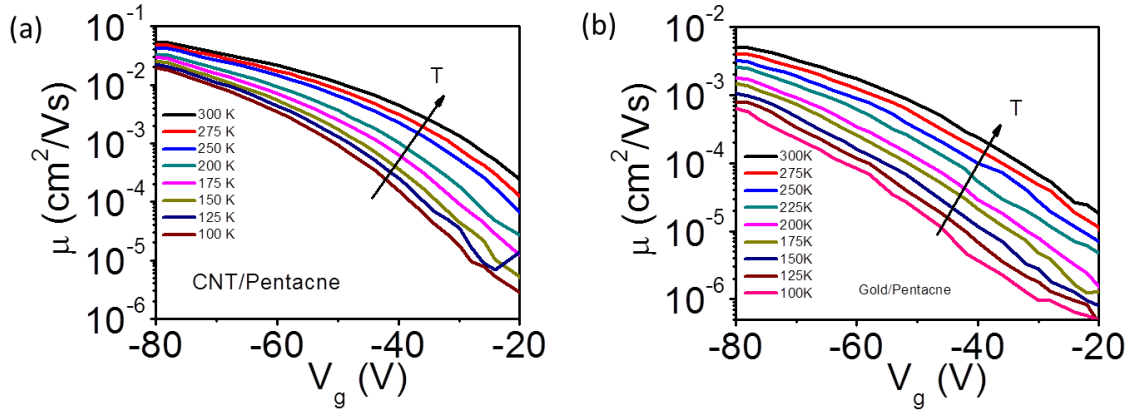 (a)
μ (cm²/Vs)
10⁻¹
10⁻²
10⁻³
10⁻⁴
10⁻⁵
10⁻⁶
T
300 K
275 K
250 K
200 K
175 K
150 K
125 K
100 K
CNT/Pentacne
-80 -60 -40 -20
V_g (V)
(b)
μ (cm²/Vs)
10⁻²
10⁻³
10⁻⁴
10⁻⁵
10⁻⁶
T
300K
275K
250K
225K
200K
175K
150K
125K
100K
Gold/Pentacne
-80 -60 -40 -20
V_g (V)